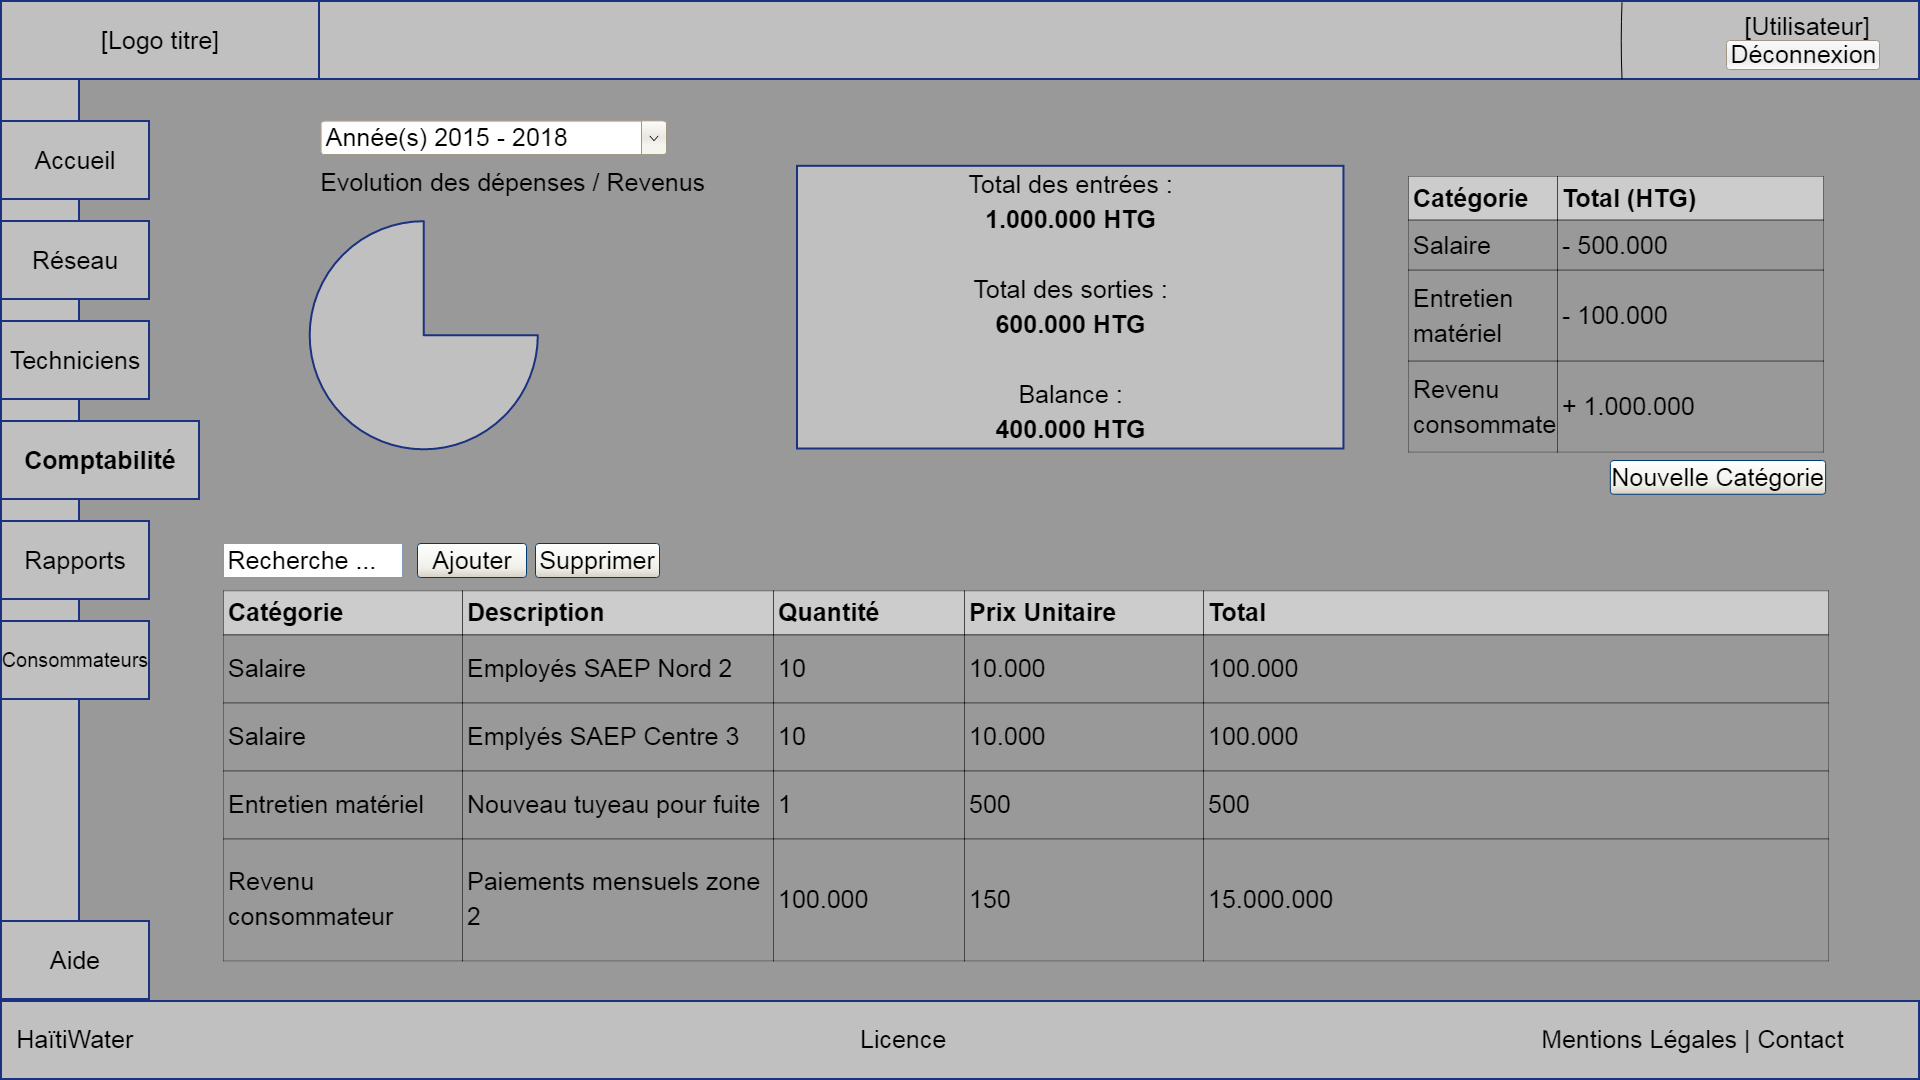 [Logo titre]
[Utilisateur]
Déconnexion
Accueil
Réseau
Techniciens
Comptabilité
Rapports
Consommateurs
Aide
Année(s) 2015 - 2018
Evolution des dépenses / Revenus
Total des entrées :
1.000.000 HTG
Total des sorties :
600.000 HTG
Balance :
400.000 HTG
Catégorie Total (HTG)
Salaire - 500.000
Entretien
matériel - 100.000
Revenu
consommate + 1.000.000
Nouvelle Catégorie
Recherche ... Ajouter Supprimer
Catégorie Description Quantité Prix Unitaire Total
Salaire Employés SAEP Nord 2 10 10.000 100.000
Salaire Emplyés SAEP Centre 3 10 10.000 100.000
Entretien matériel Nouveau tuyeau pour fuite 1 500 500
Revenu Paiements mensuels zone
consommateur 2 100.000 150 15.000.000
HaïtiWater Licence Mentions Légales | Contact